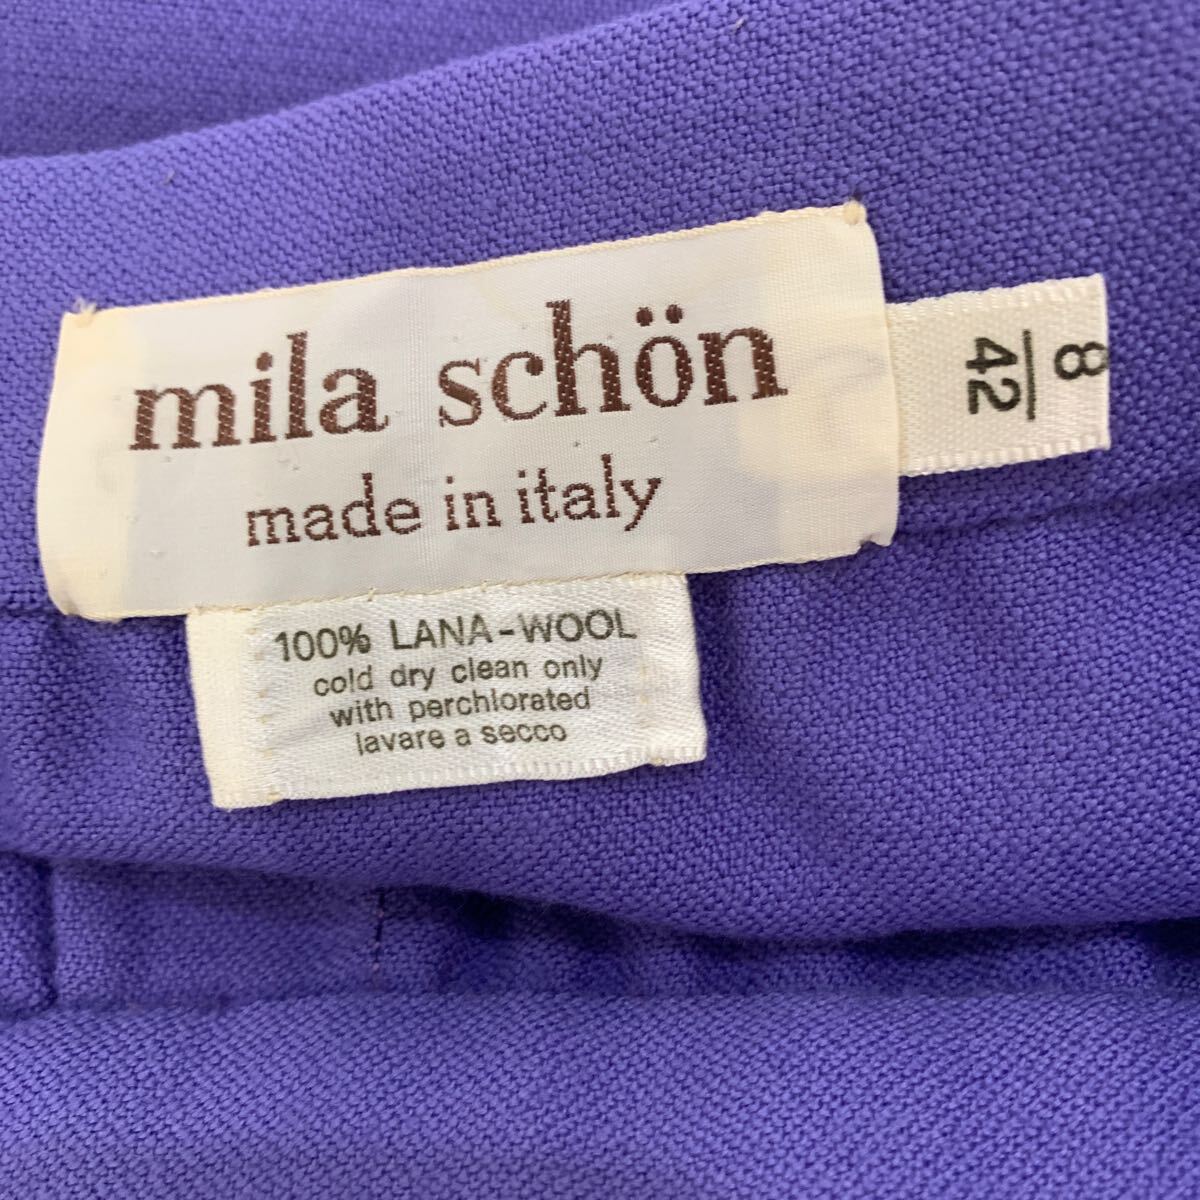 mila schön
made in italy
8
42
100% LANA-WOOL
cold dry clean only
with perchlorated
lavare a secco